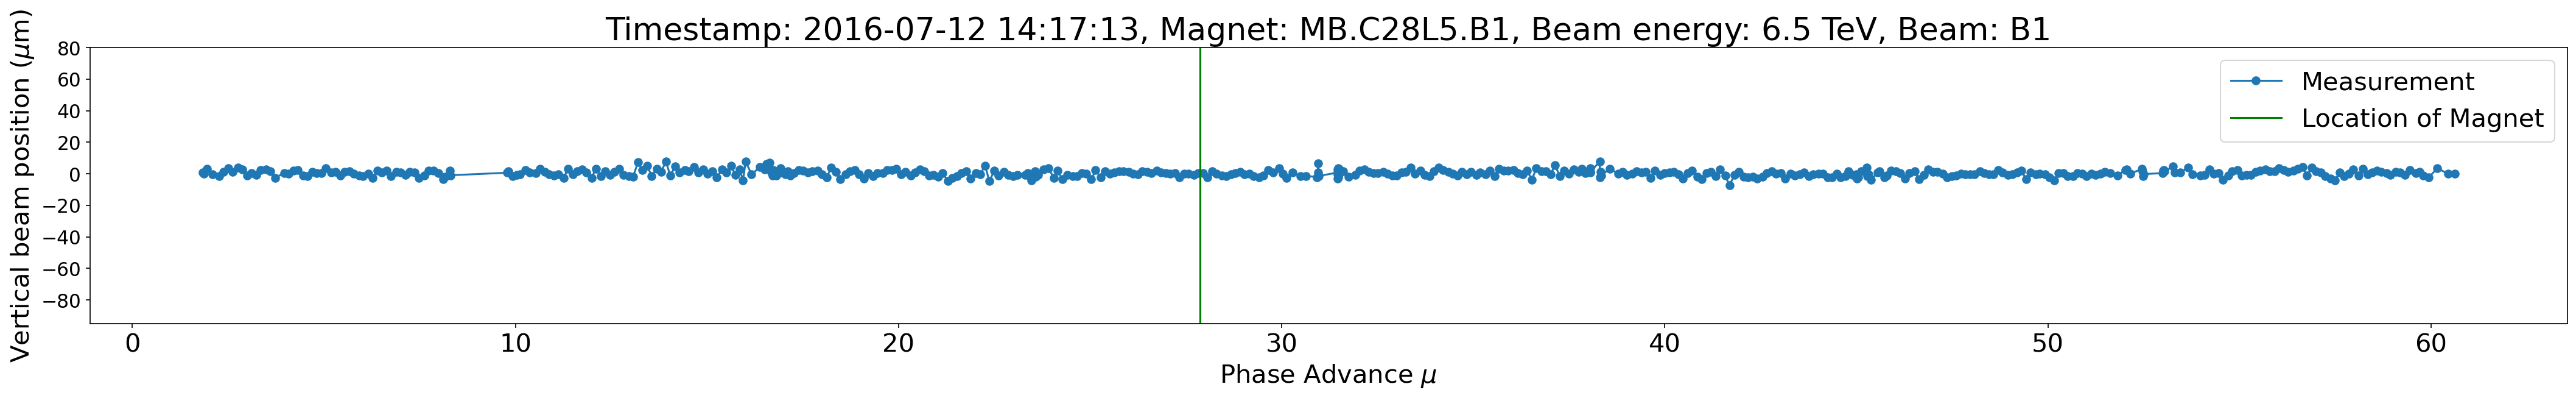 Timestamp: 2016-07-12 14:17:13, Magnet: MB.C28L5.B1, Beam energy: 6.5 TeV, Beam: B1
Vertical beam position (μm)
80
60
40
20
0
−20
−40
−60
−80
Measurement
Location of Magnet
0 10 20 30 40 50 60
Phase Advance μ